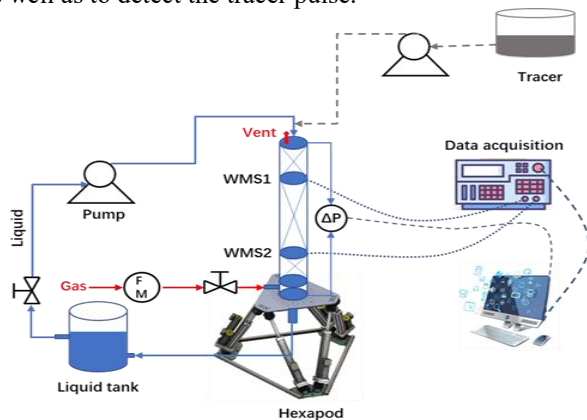 well as to detect the tracer pulse.
Tracer
Vent
Data acquisition
WMS1
Pump
ΔP
Liquid
WMS2
Gas
F
M
Liquid tank
Hexapod